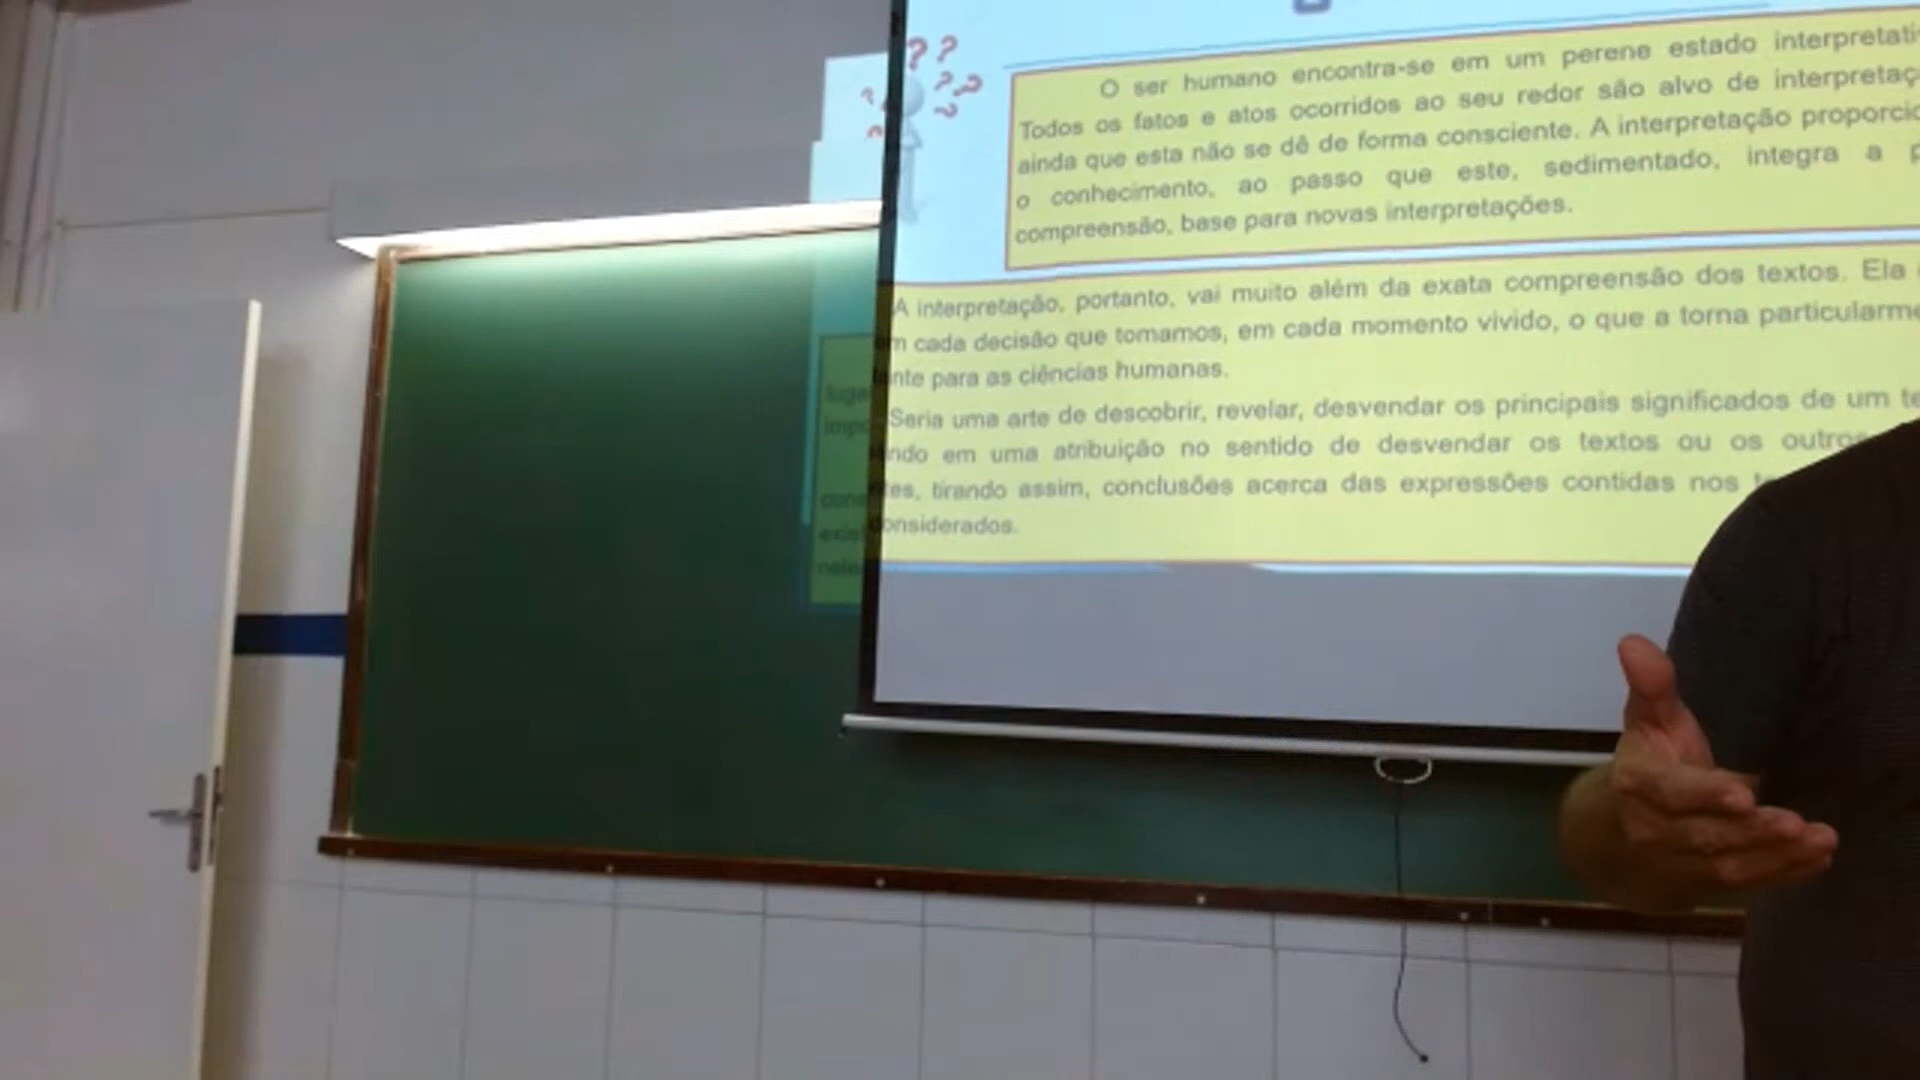 ? ?
? ?
? ?
O ser humano encontra-se em um perene estado
Todos os fatos e atos ocorridos ao seu redor são alvo de
ainda que esta não se dê de forma consciente. A interpretação
o conhecimento, ao passo que este, sedimentado, integra a
compreensão, base para novas interpretações.
A interpretação, portanto, vai muito além da exata compreensão dos textos. Ela
em cada decisão que tomamos, em cada momento vivido, o que a torna
para as ciências humanas.
Seria uma arte de descobrir, revelar, desvendar os principais significados de um
em uma atribuição no sentido de desvendar os textos ou os
tirando assim, conclusões acerca das expressões contidas nos
considerados.